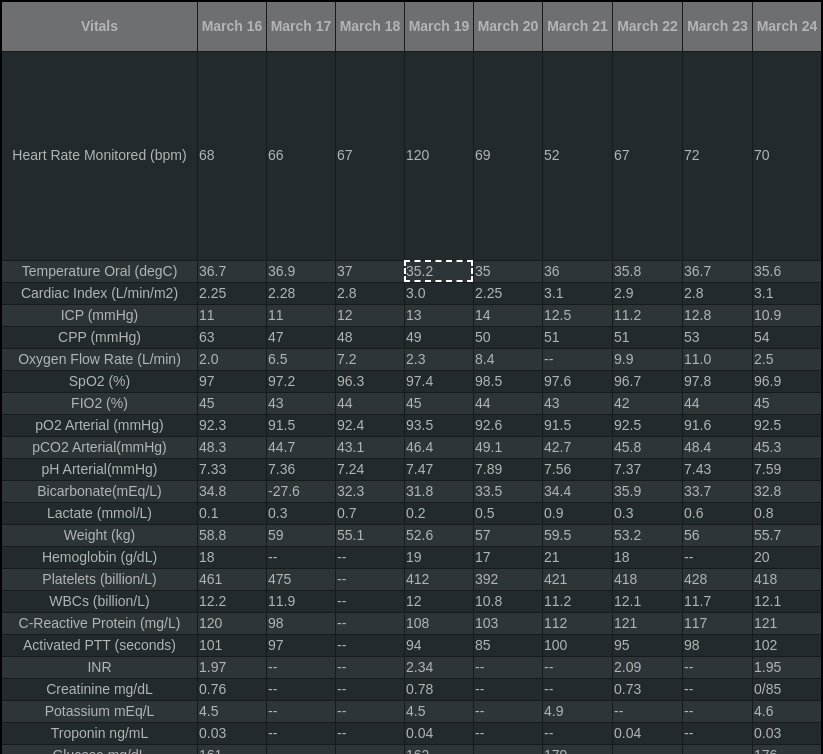 Vitals March 16 March 17 March 18 March 19 March 20 March 21 March 22 March 23 March 24
Heart Rate Monitored (bpm) 68 66 67 120 69 52 67 72 70
Temperature Oral (degC) 36.7 36.9 37 35.2 35 36 35.8 36.7 35.6
Cardiac Index (L/min/m2) 2.25 2.28 2.8 3.0 2.25 3.1 2.9 2.8 3.1
ICP (mmHg) 11 11 12 13 14 12.5 11.2 12.8 10.9
CPP (mmHg) 63 47 48 49 50 51 51 53 54
Oxygen Flow Rate (L/min) 2.0 6.5 7.2 2.3 8.4 -- 9.9 11.0 2.5
SpO2 (%) 97 97.2 96.3 97.4 98.5 97.6 96.7 97.8 96.9
FIO2 (%) 45 43 44 45 44 43 42 44 45
pO2 Arterial (mmHg) 92.3 91.5 92.4 93.5 92.6 91.5 92.5 91.6 92.5
pCO2 Arterial(mmHg) 48.3 44.7 43.1 46.4 49.1 42.7 45.8 48.4 45.3
pH Arterial(mmHg) 7.33 7.36 7.24 7.47 7.89 7.56 7.37 7.43 7.59
Bicarbonate(mEq/L) 34.8 -27.6 32.3 31.8 33.5 34.4 35.9 33.7 32.8
Lactate (mmol/L) 0.1 0.3 0.7 0.2 0.5 0.9 0.3 0.6 0.8
Weight (kg) 58.8 59 55.1 52.6 57 59.5 53.2 56 55.7
Hemoglobin (g/dL) 18 -- -- 19 17 21 18 -- 20
Platelets (billion/L) 461 475 -- 412 392 421 418 428 418
WBCs (billion/L) 12.2 11.9 -- 12 10.8 11.2 12.1 11.7 12.1
C-Reactive Protein (mg/L) 120 98 -- 108 103 112 121 117 121
Activated PTT (seconds) 101 97 -- 94 85 100 95 98 102
INR 1.97 -- -- 2.34 -- -- 2.09 -- 1.95
Creatinine mg/dL 0.76 -- -- 0.78 -- -- 0.73 -- 0/85
Potassium mEq/L 4.5 -- -- 4.5 -- 4.9 -- -- 4.6
Troponin ng/mL 0.03 -- -- 0.04 -- -- 0.04 -- 0.03
Glucose mg/dL 161 162 179 176